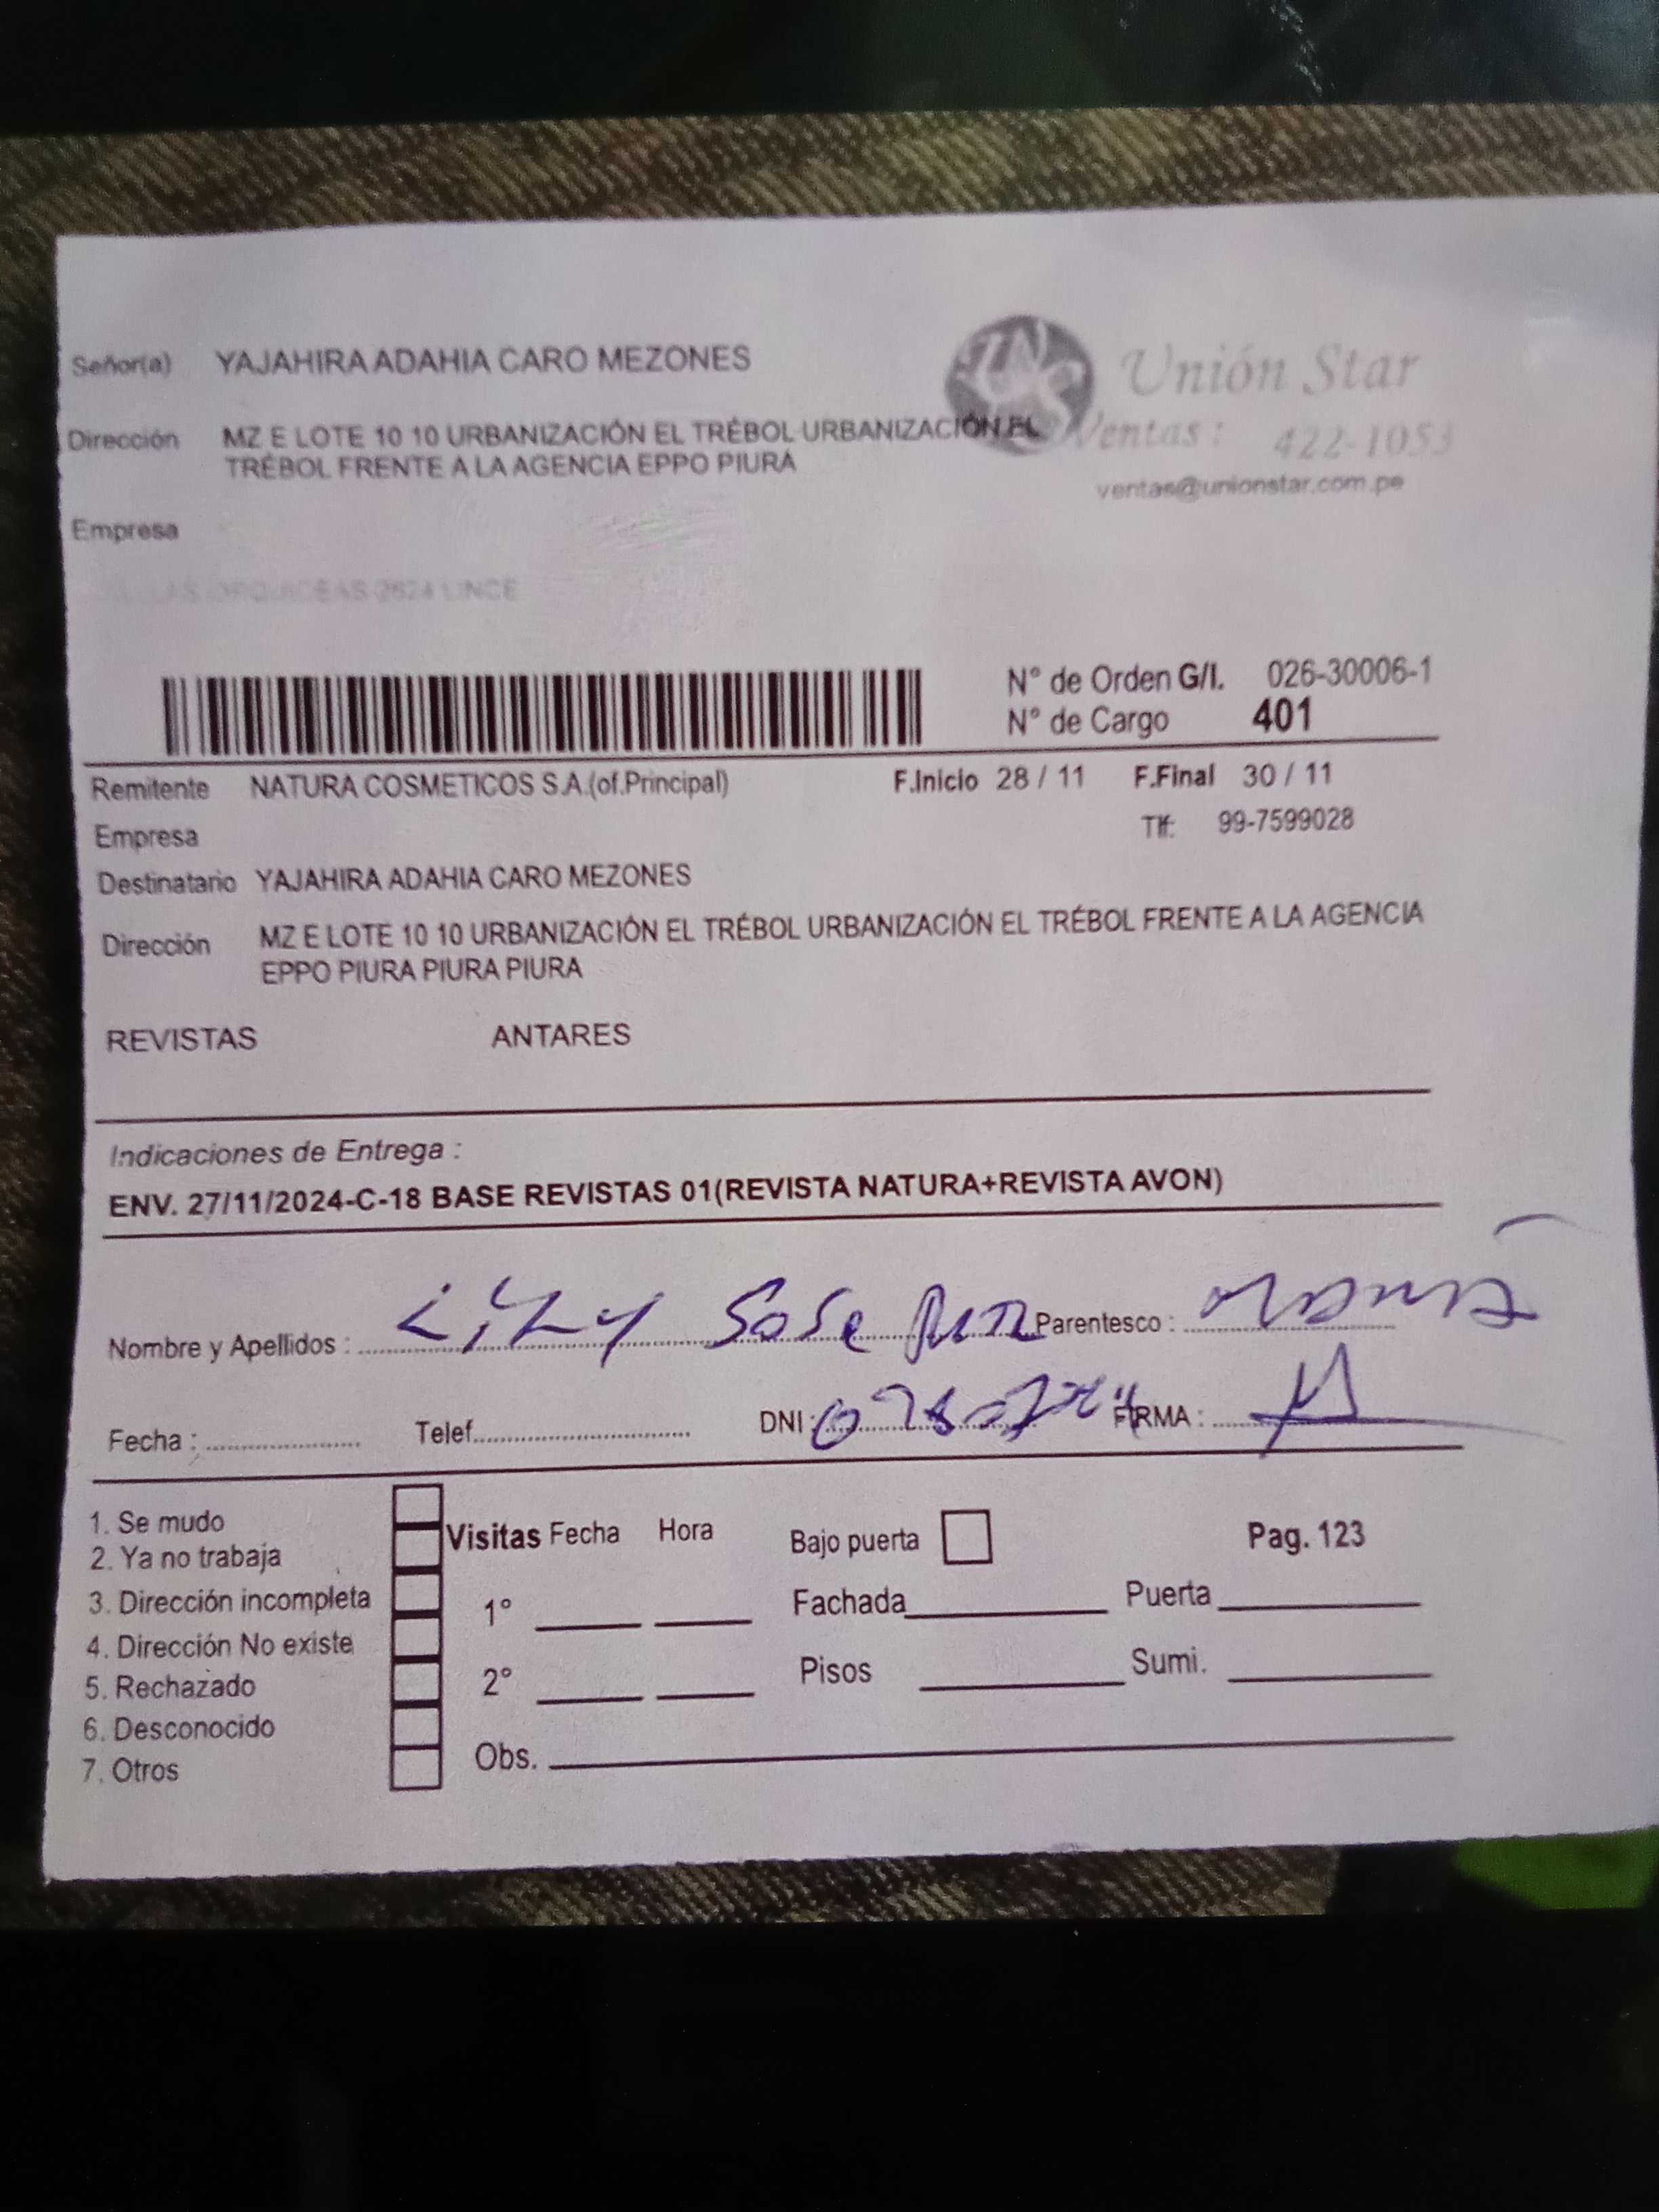 Señor(a) YAJAHIRA ADAHIA CARO MEZONES
Unión Star
Dirección MZ E LOTE 10 10 URBANIZACIÓN EL TRÉBOL URBANIZACIÓN EL
TRÉBOL FRENTE A LA AGENCIA EPPO PIURA
Ventas : 422-1053
ventas@unionstar.com.pe
Empresa
ORQUIDEAS 2624 LINCE
N° de Orden G/I. 026-30006-1
N° de Cargo 401
Remitente NATURA COSMETICOS S.A.(of.Principal) F.Inicio 28 / 11 F.Final 30 / 11
Empresa Tlf: 99-7599028
Destinatario YAJAHIRA ADAHIA CARO MEZONES
Dirección MZ E LOTE 10 10 URBANIZACIÓN EL TRÉBOL URBANIZACIÓN EL TRÉBOL FRENTE A LA AGENCIA
EPPO PIURA PIURA PIURA
REVISTAS ANTARES
Indicaciones de Entrega :
ENV. 27/11/2024-C-18 BASE REVISTAS 01(REVISTA NATURA+REVISTA AVON)
Nombre y Apellidos : Parentesco : mamá
Fecha : Telef. DNI : FIRMA :
1. Se mudo
2. Ya no trabaja
3. Dirección incompleta
4. Dirección No existe
5. Rechazado
6. Desconocido
7. Otros
Visitas Fecha Hora Bajo puerta Pag. 123
1° Fachada Puerta
2° Pisos Sumi.
Obs.